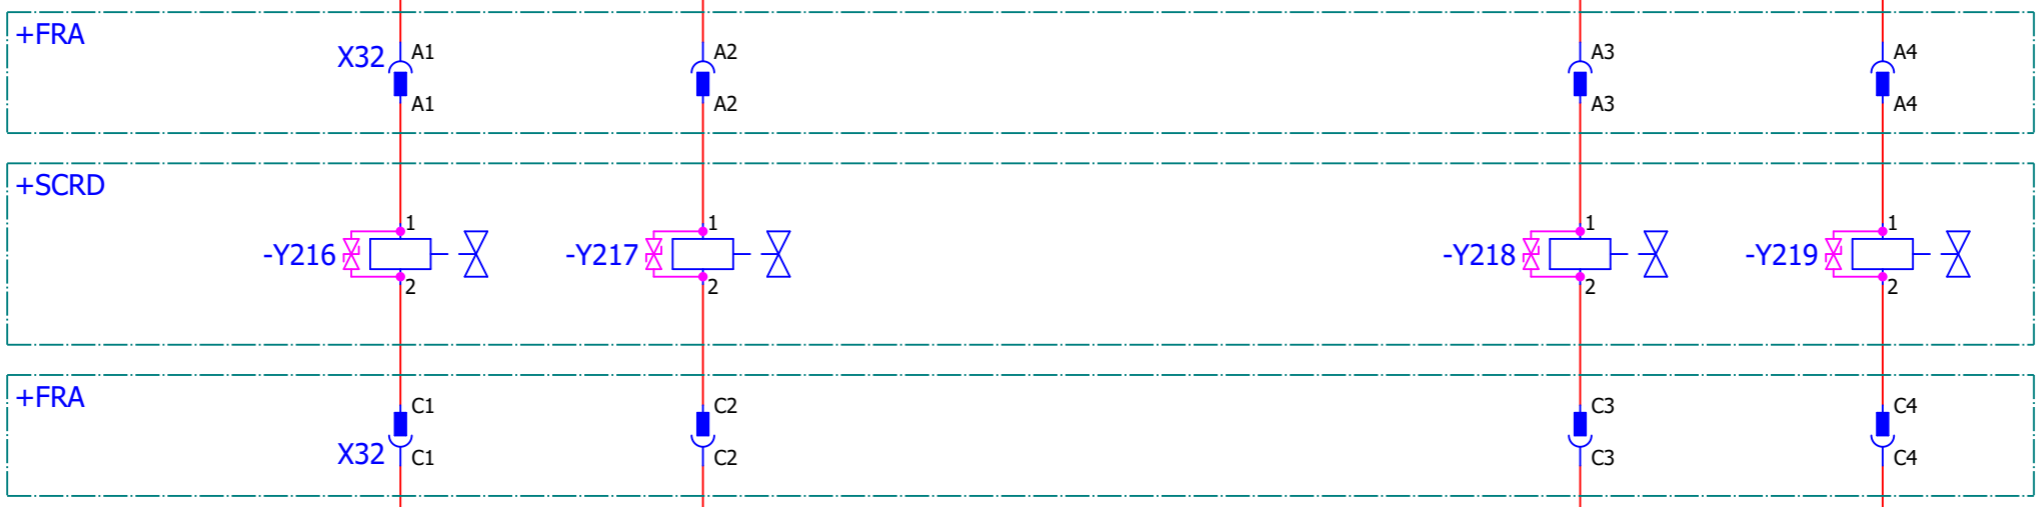 +FRA
X32 A1 A2 A3 A4
A1 A2 A3 A4
+SCRD
1 1 1 1
-Y216 -Y217 -Y218 -Y219
2 2 2 2
+FRA
C1 C2 C3 C4
X32 C1 C2 C3 C4